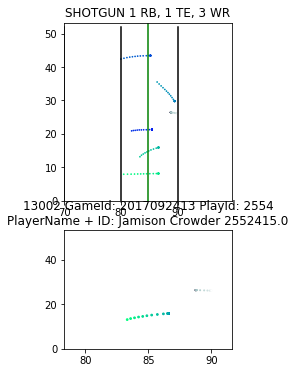 SHOTGUN 1 RB, 1 TE, 3 WR
50
40
30
20
10
0
70 80 85 90
13002 GameId: 2017092413 PlayId: 2554
PlayerName + ID: Jamison Crowder 2552415.0
40
20
0
80 85 90